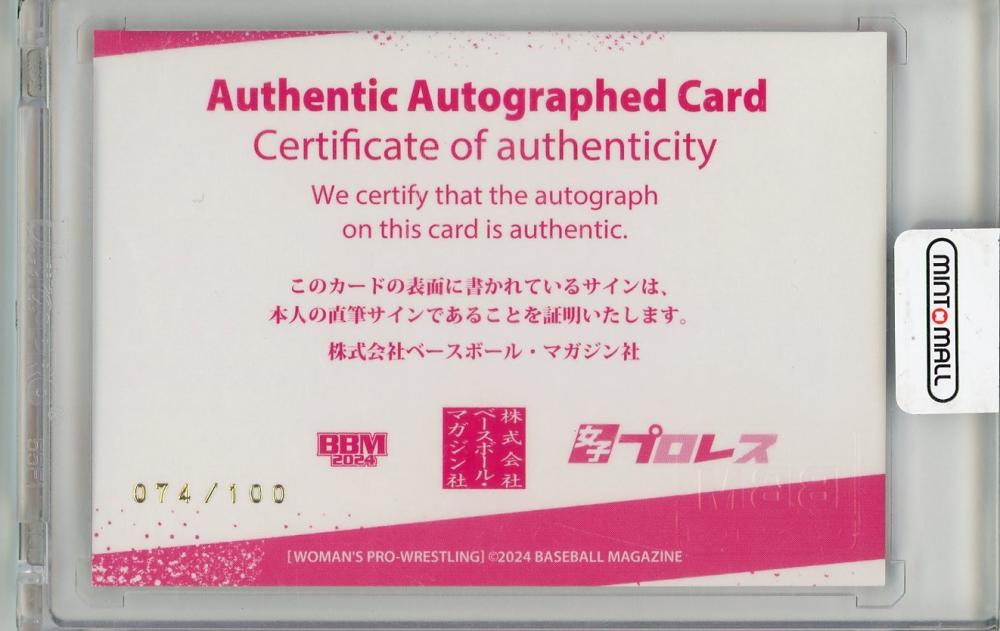 Authentic Autographed Card
Certificate of authenticity
We certify that the autograph
on this card is authentic.
このカードの表面に書かれているサインは、
本人の直筆サインであることを証明いたします。
株式会社ベースボール・マガジン社
BBM
2024
株式会社
ベースボール・
マガジン社
女子プロレス
074/100
[WOMAN'S PRO-WRESTLING] ©2024 BASEBALL MAGAZINE
MINTOMALL